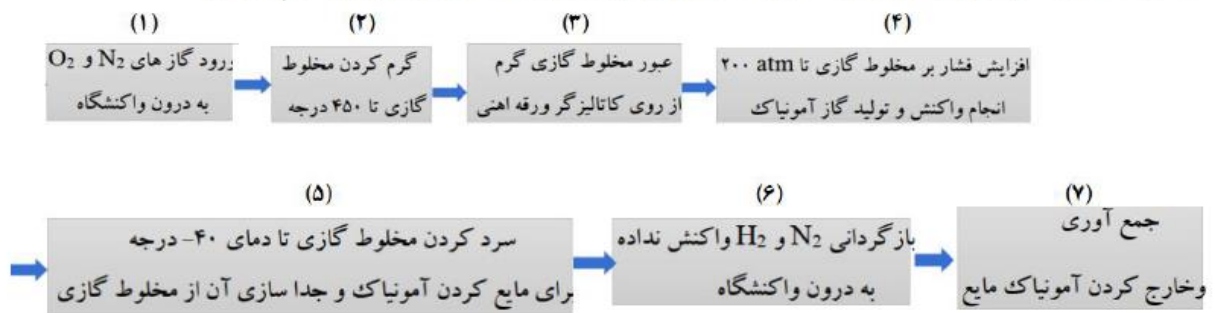 (۱)
(۲)
(۳)
(۴)
ورود گاز های N₂ و O₂
به درون واکنشگاه
گرم کردن مخلوط
گازی تا ۴۵۰ درجه
عبور مخلوط گازی گرم
از روی کاتالیزگر ورقه اهنی
افزایش فشار بر مخلوط گازی تا ۲۰۰ atm
انجام واکنش و تولید گاز آمونیاک
(۵)
(۶)
(۷)
سرد کردن مخلوط گازی تا دمای ۴۰- درجه
برای مایع کردن آمونیاک و جدا سازی آن از مخلوط گازی
بازگردانی N₂ و H₂ واکنش نداده
به درون واکنشگاه
جمع آوری
وخارج کردن آمونیاک مایع